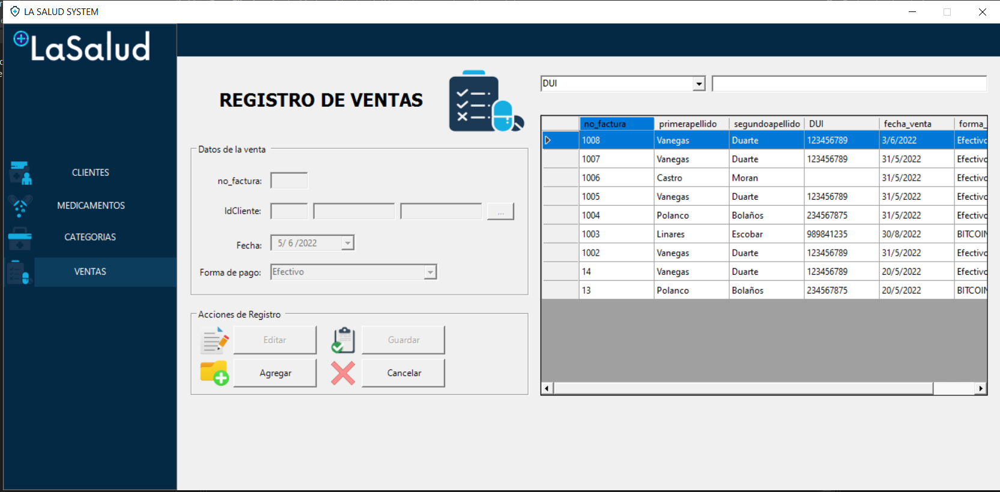 LA SALUD SYSTEM
LaSalud
CLIENTES
MEDICAMENTOS
CATEGORIAS
VENTAS
REGISTRO DE VENTAS
Datos de la venta
no_factura:
IdCliente:
...
Fecha: 5/ 6 /2022
Forma de pago: Efectivo
Acciones de Registro
Editar Guardar
Agregar Cancelar
DUI
no_factura primerapellido segundoapellido DUI fecha_venta forma_
1008 Vanegas Duarte 123456789 3/6/2022 Efectivo
1007 Vanegas Duarte 123456789 31/5/2022 Efectivo
1006 Castro Moran 31/5/2022 Efectivo
1005 Vanegas Duarte 123456789 31/5/2022 Efectivo
1004 Polanco Bolaños 234567875 31/5/2022 Efectivo
1003 Linares Escobar 989841235 30/8/2022 BITCOIN
1002 Vanegas Duarte 123456789 31/5/2022 Efectivo
14 Vanegas Duarte 123456789 20/5/2022 Efectivo
13 Polanco Bolaños 234567875 20/5/2022 BITCOIN